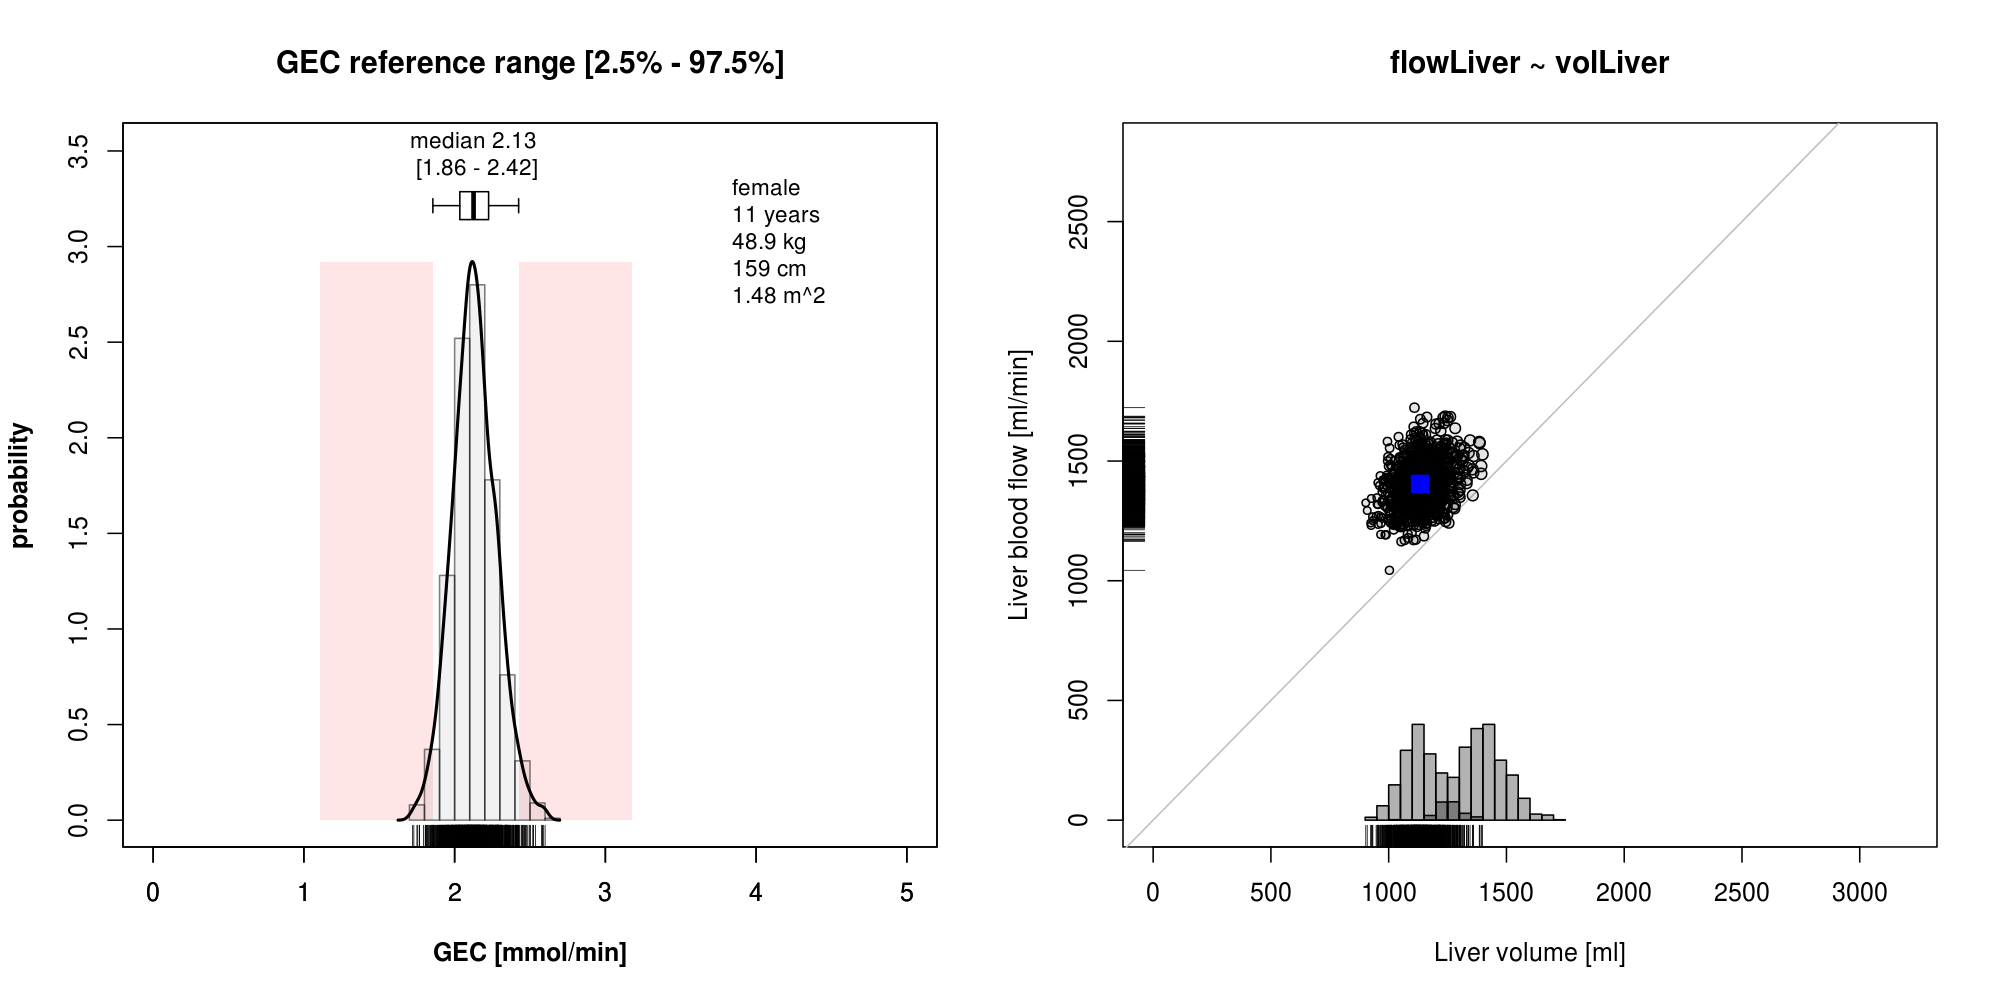 GEC reference range [2.5% - 97.5%]
median 2.13
[1.86 - 2.42]
female
11 years
48.9 kg
159 cm
1.48 m^2
probability
3.5
3.0
2.5
2.0
1.5
1.0
0.5
0.0
0 1 2 3 4 5
GEC [mmol/min]
flowLiver ~ volLiver
Liver blood flow [ml/min]
2500
2000
1500
1000
500
0
0 500 1000 1500 2000 2500 3000
Liver volume [ml]